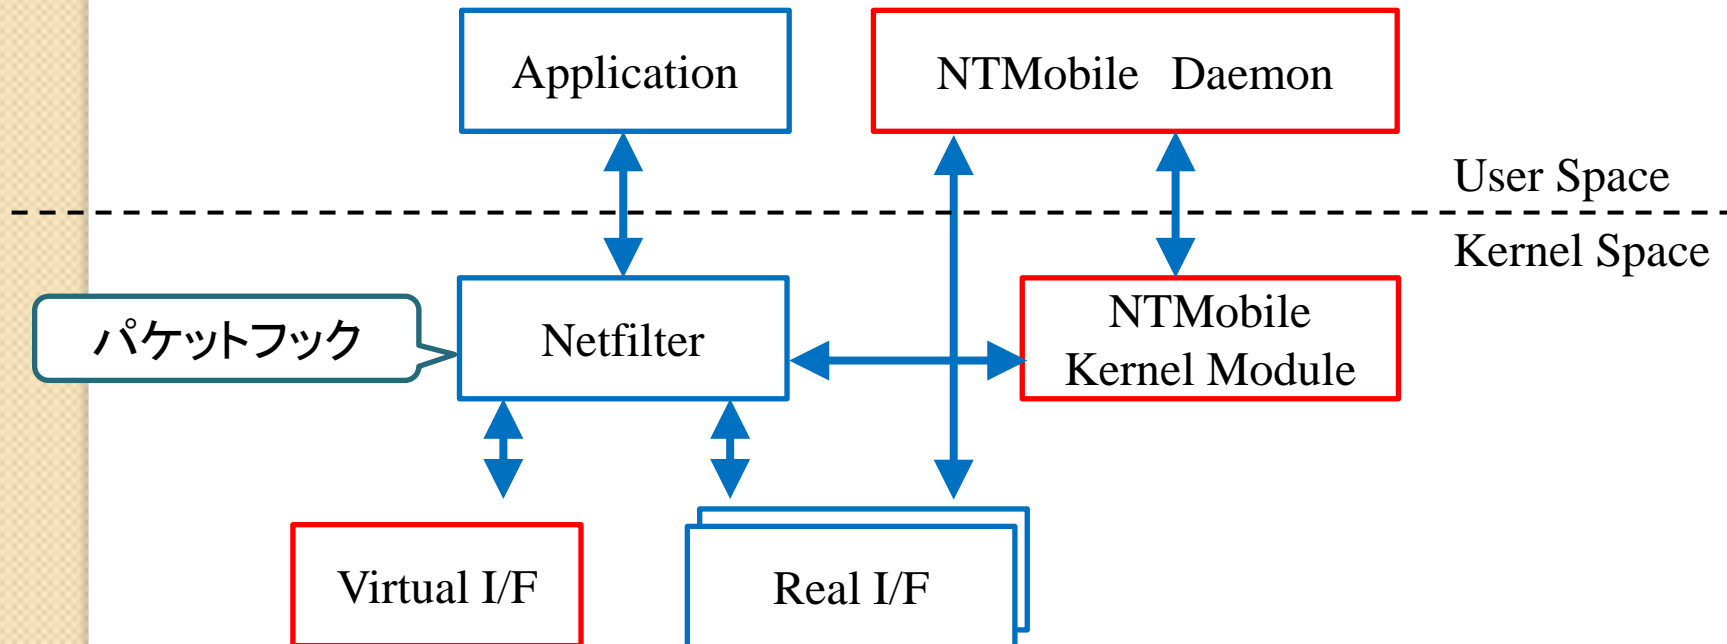 Application
NTMobile Daemon
User Space
Kernel Space
パケットフック
Netfilter
NTMobile
Kernel Module
Virtual I/F
Real I/F